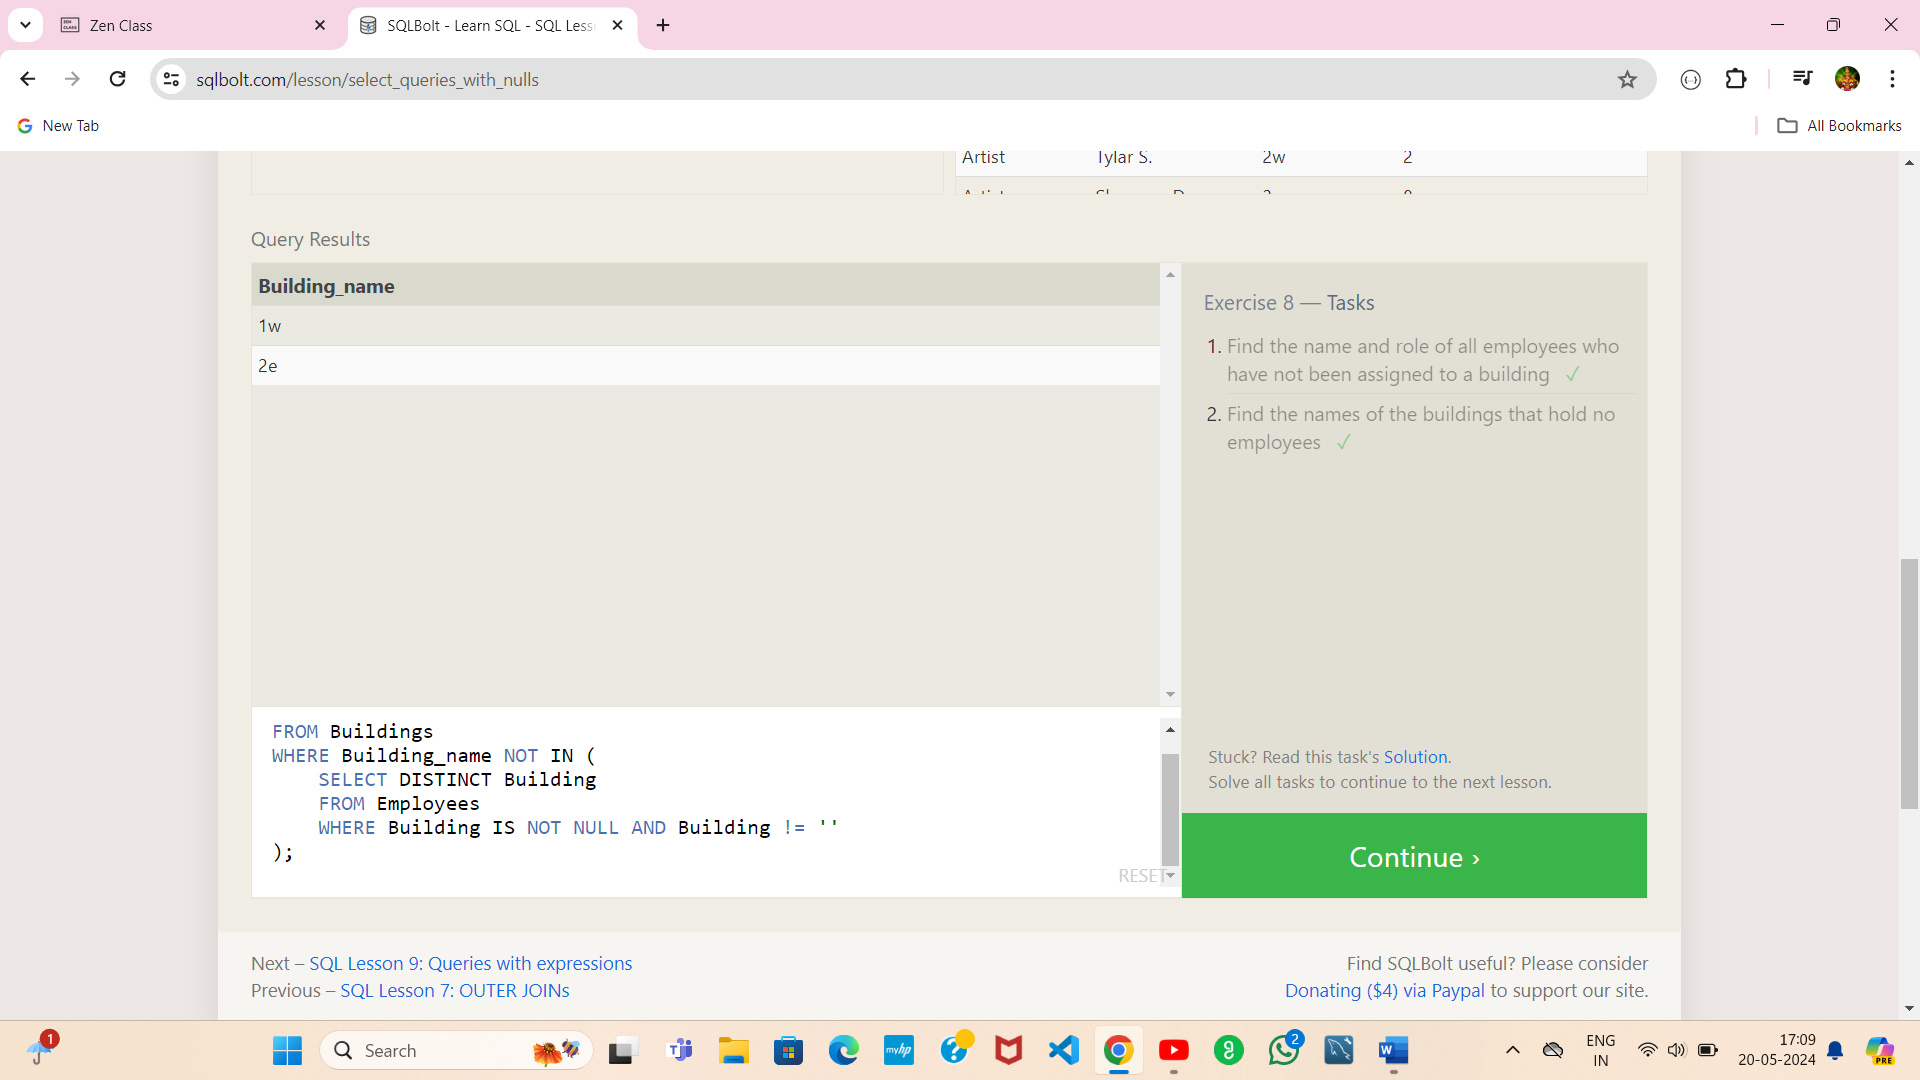 Zen Class
SQLBolt - Learn SQL - SQL Less
sqlbolt.com/lesson/select_queries_with_nulls
New Tab
All Bookmarks
Artist Tylar S. 2w 2
Query Results
Building_name
1w
2e
Exercise 8 — Tasks
1. Find the name and role of all employees who
have not been assigned to a building ✓
2. Find the names of the buildings that hold no
employees ✓
FROM Buildings
WHERE Building_name NOT IN (
SELECT DISTINCT Building
FROM Employees
WHERE Building IS NOT NULL AND Building != ''
);
RESET
Stuck? Read this task's Solution.
Solve all tasks to continue to the next lesson.
Continue ›
Next – SQL Lesson 9: Queries with expressions
Previous – SQL Lesson 7: OUTER JOINs
Find SQLBolt useful? Please consider
Donating ($4) via Paypal to support our site.
1
Search
myhp
2
ENG
IN
17:09
20-05-2024
PRE